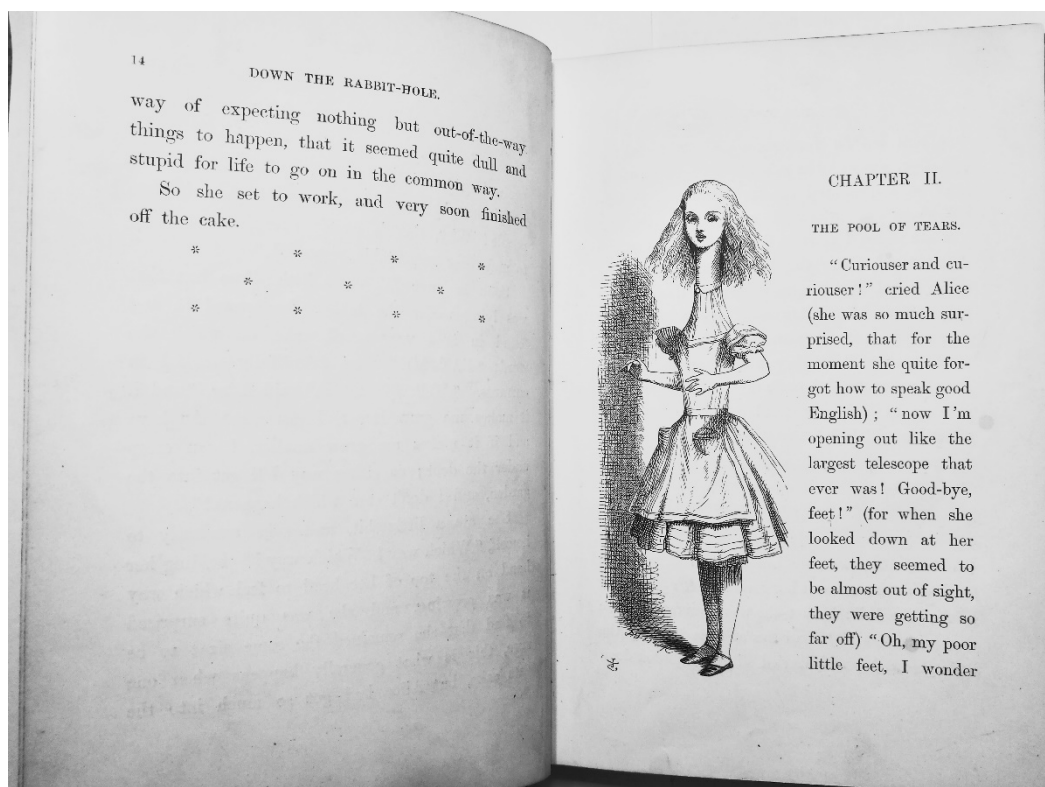 14
DOWN THE RABBIT-HOLE.
way of expecting nothing but out-of-the-way
things to happen, that it seemed quite dull and
stupid for life to go on in the common way.
So she set to work, and very soon finished
off the cake.
* * * *
* * *
* * * *
CHAPTER II.
THE POOL OF TEARS.
“Curiouser and cu-
riouser!” cried Alice
(she was so much sur-
prised, that for the
moment she quite for-
got how to speak good
English); “now I'm
opening out like the
largest telescope that
ever was! Good-bye,
feet!” (for when she
looked down at her
feet, they seemed to
be almost out of sight,
they were getting so
far off) “Oh, my poor
little feet, I wonder